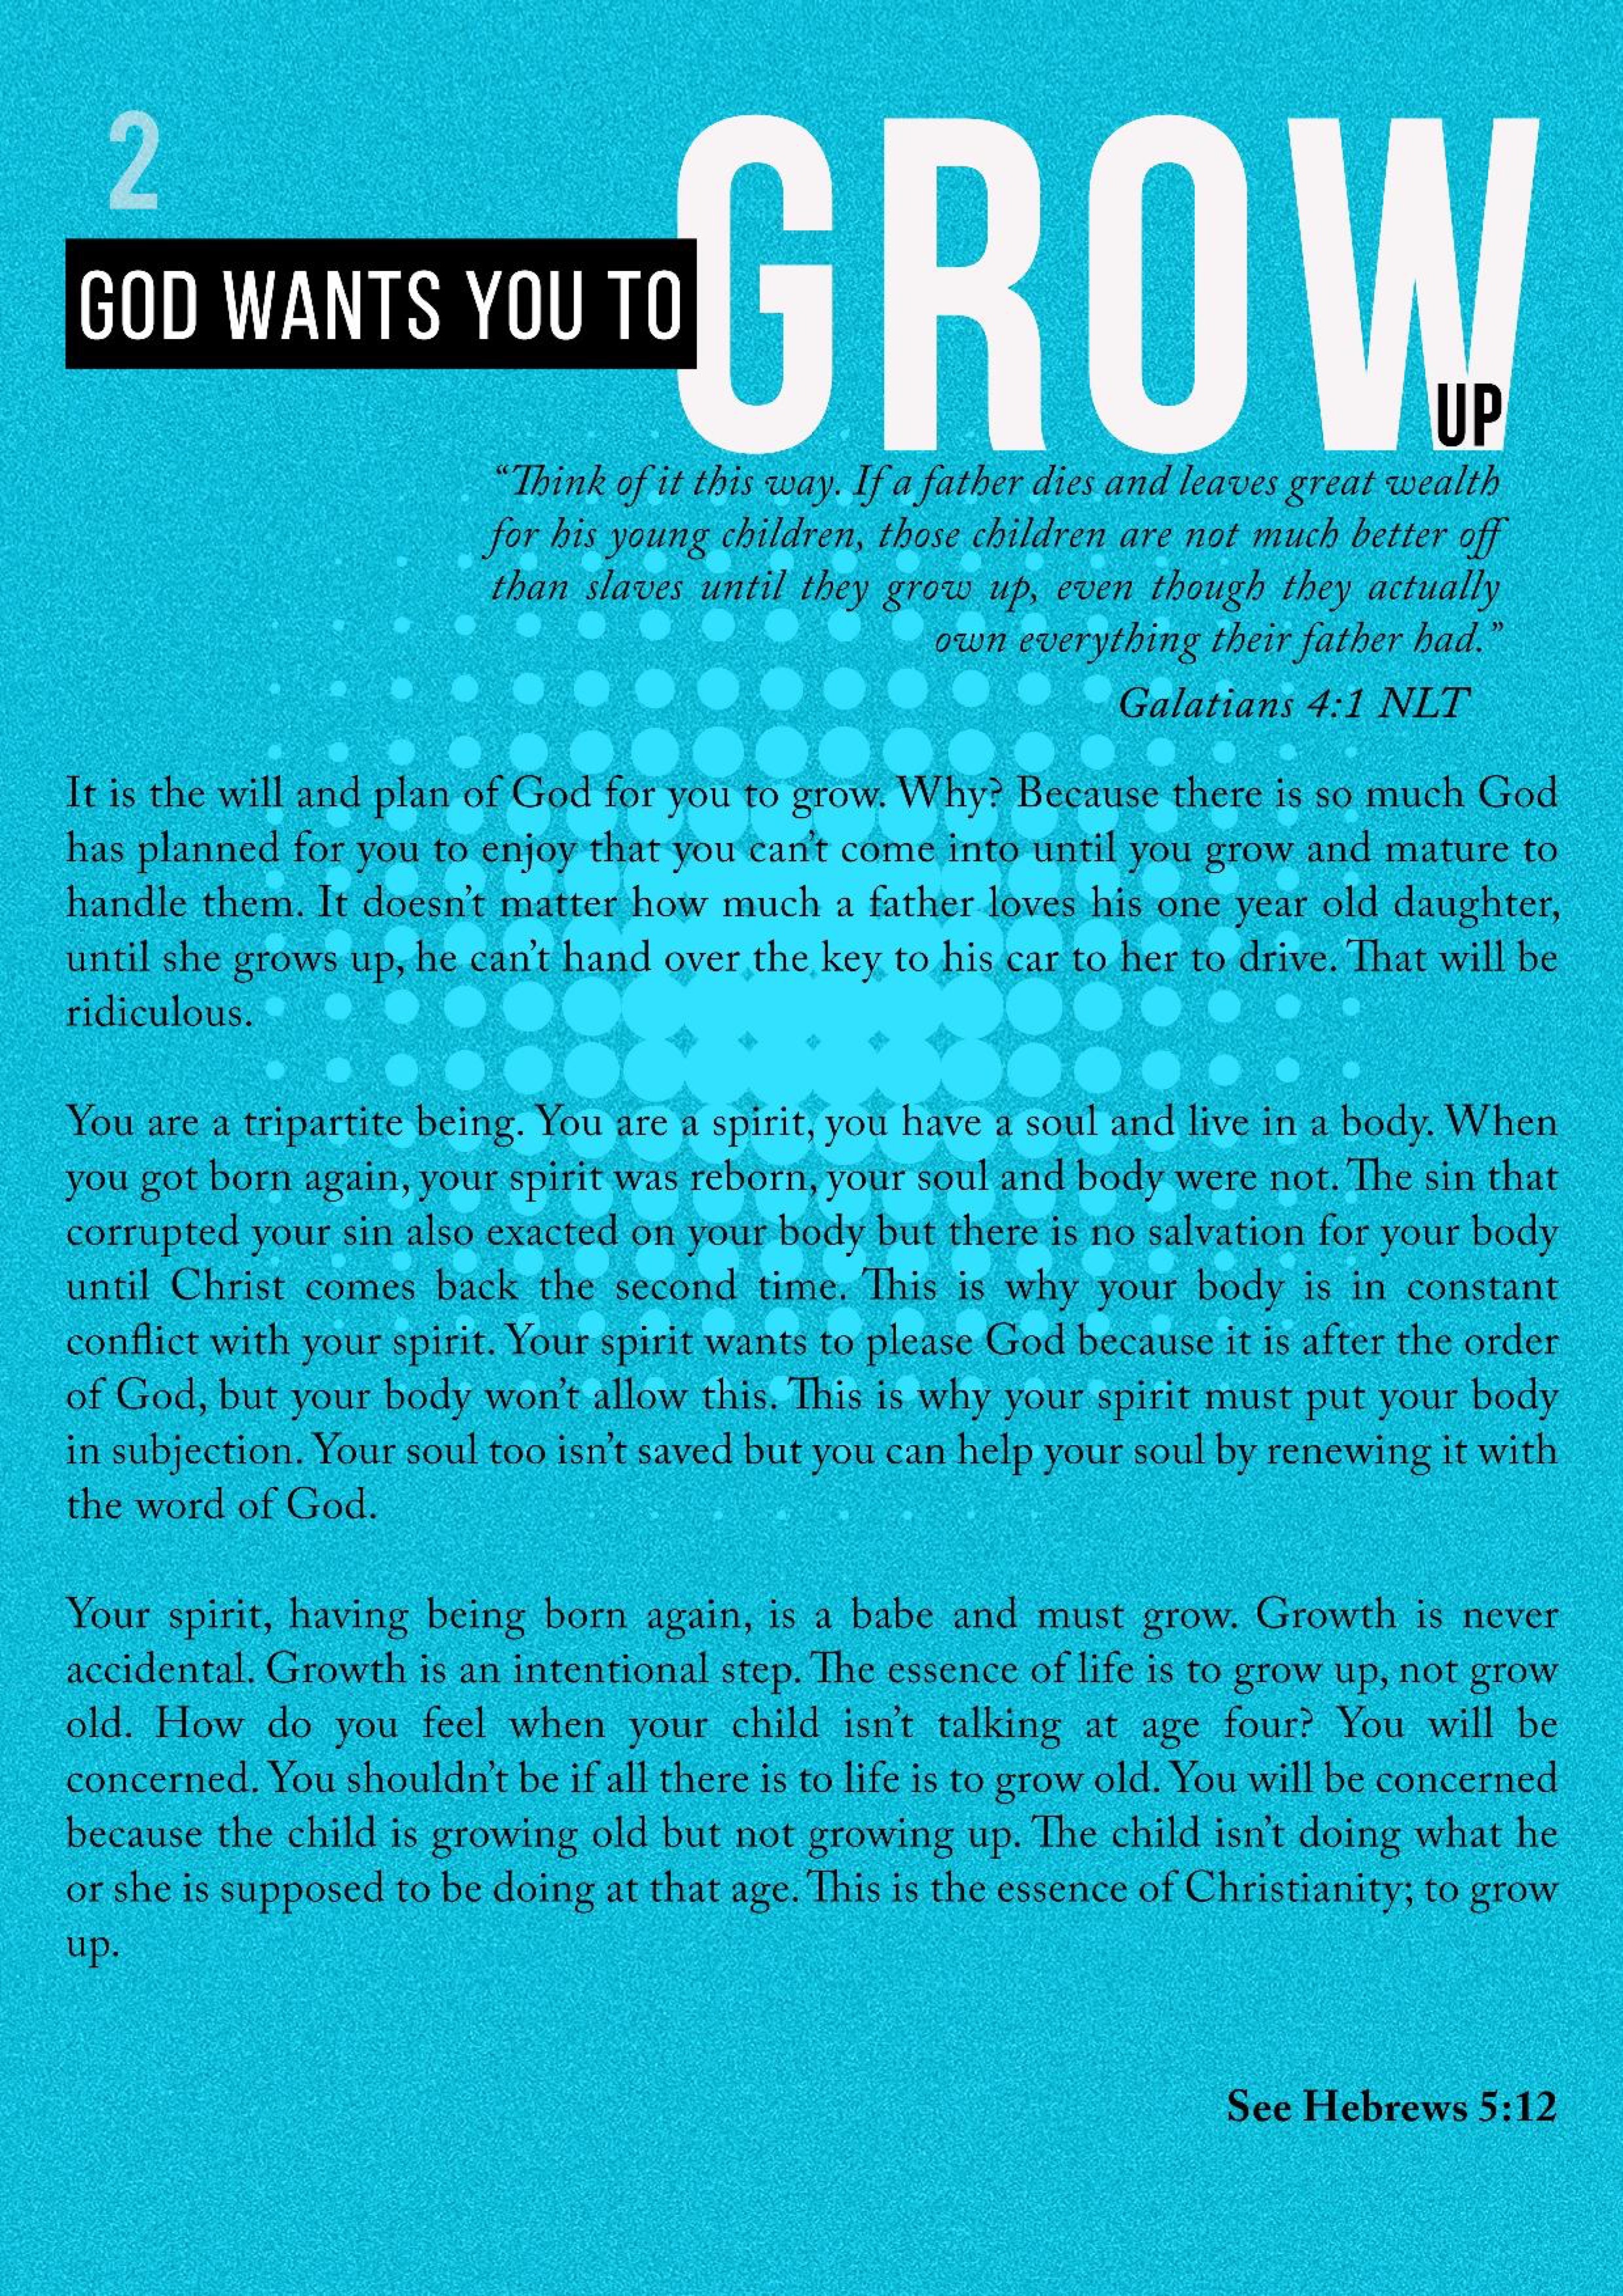 2
GOD WANTS YOU TO
GROW
UP
“Think of it this way. If a father dies and leaves great wealth
for his young children, those children are not much better off
than slaves until they grow up, even though they actually
own everything their father had.”
Galatians 4:1 NLT
It is the will and plan of God for you to grow. Why? Because there is so much God
has planned for you to enjoy that you can’t come into until you grow and mature to
handle them. It doesn’t matter how much a father loves his one year old daughter,
until she grows up, he can’t hand over the key to his car to her to drive. That will be
ridiculous.
You are a tripartite being. You are a spirit, you have a soul and live in a body. When
you got born again, your spirit was reborn, your soul and body were not. The sin that
corrupted your sin also exacted on your body but there is no salvation for your body
until Christ comes back the second time. This is why your body is in constant
conflict with your spirit. Your spirit wants to please God because it is after the order
of God, but your body won’t allow this. This is why your spirit must put your body
in subjection. Your soul too isn’t saved but you can help your soul by renewing it with
the word of God.
Your spirit, having being born again, is a babe and must grow. Growth is never
accidental. Growth is an intentional step. The essence of life is to grow up, not grow
old. How do you feel when your child isn’t talking at age four? You will be
concerned. You shouldn’t be if all there is to life is to grow old. You will be concerned
because the child is growing old but not growing up. The child isn’t doing what he
or she is supposed to be doing at that age. This is the essence of Christianity; to grow
up.
See Hebrews 5:12